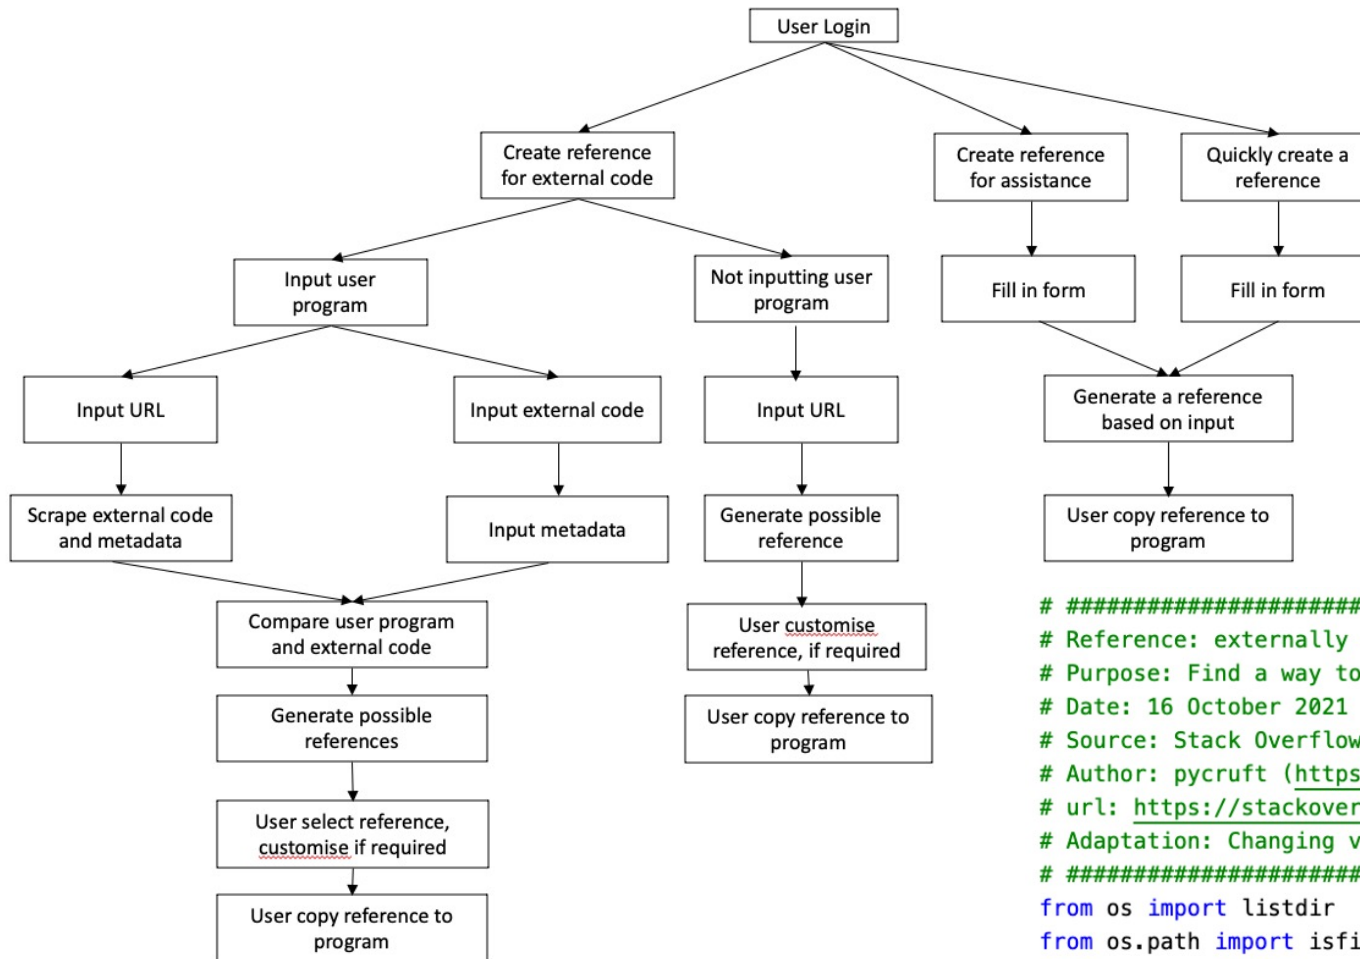 User Login
Create reference
for external code
Create reference
for assistance
Quickly create a
reference
Input user
program
Not inputting user
program
Fill in form
Fill in form
Input URL
Input external code
Input URL
Generate a reference
based on input
Scrape external code
and metadata
Input metadata
Generate possible
reference
User copy reference to
program
Compare user program
and external code
User customise
reference, if required
Generate possible
references
User copy reference to
program
User select reference,
customise if required
User copy reference to
program
# ######################
# Reference: externally
# Purpose: Find a way to
# Date: 16 October 2021
# Source: Stack Overflow
# Author: pycruft (https
# url: https://stackover
# Adaptation: Changing v
# ######################
from os import listdir
from os.path import isfi